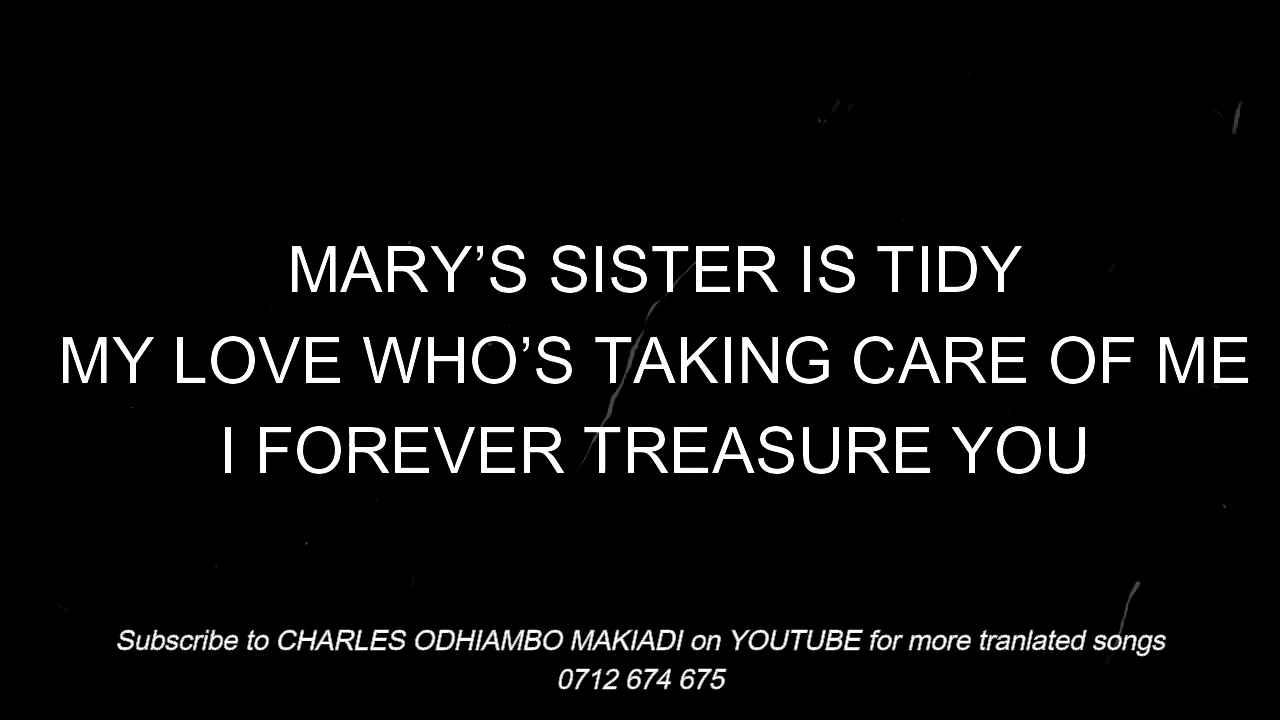 MARY’S SISTER IS TIDY
MY LOVE WHO’S TAKING CARE OF ME
I FOREVER TREASURE YOU
Subscribe to CHARLES ODHIAMBO MAKIADI on YOUTUBE for more tranlated songs
0712 674 675